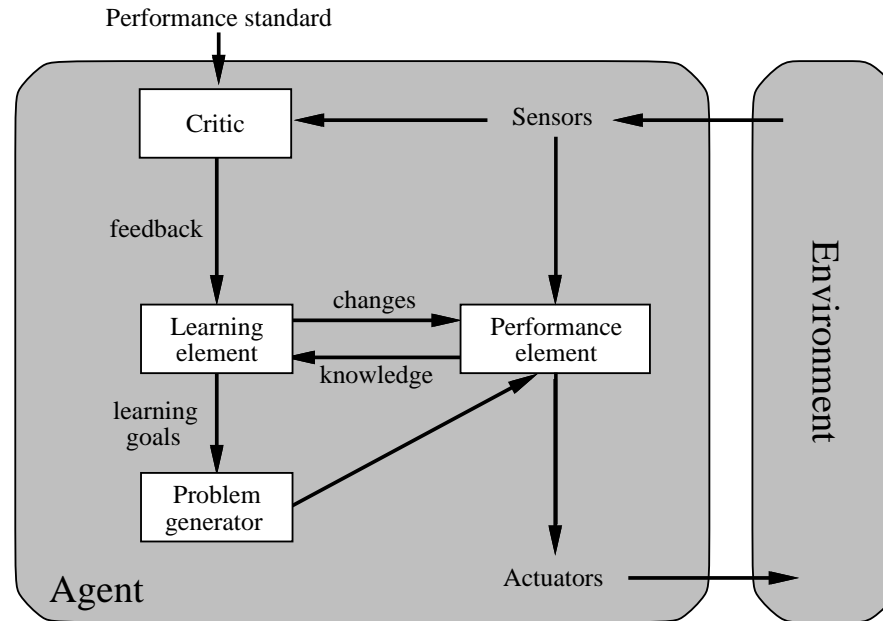 Performance standard
Critic
Sensors
feedback
changes
Learning
element
Performance
element
knowledge
learning
goals
Problem
generator
Actuators
Agent
Environment